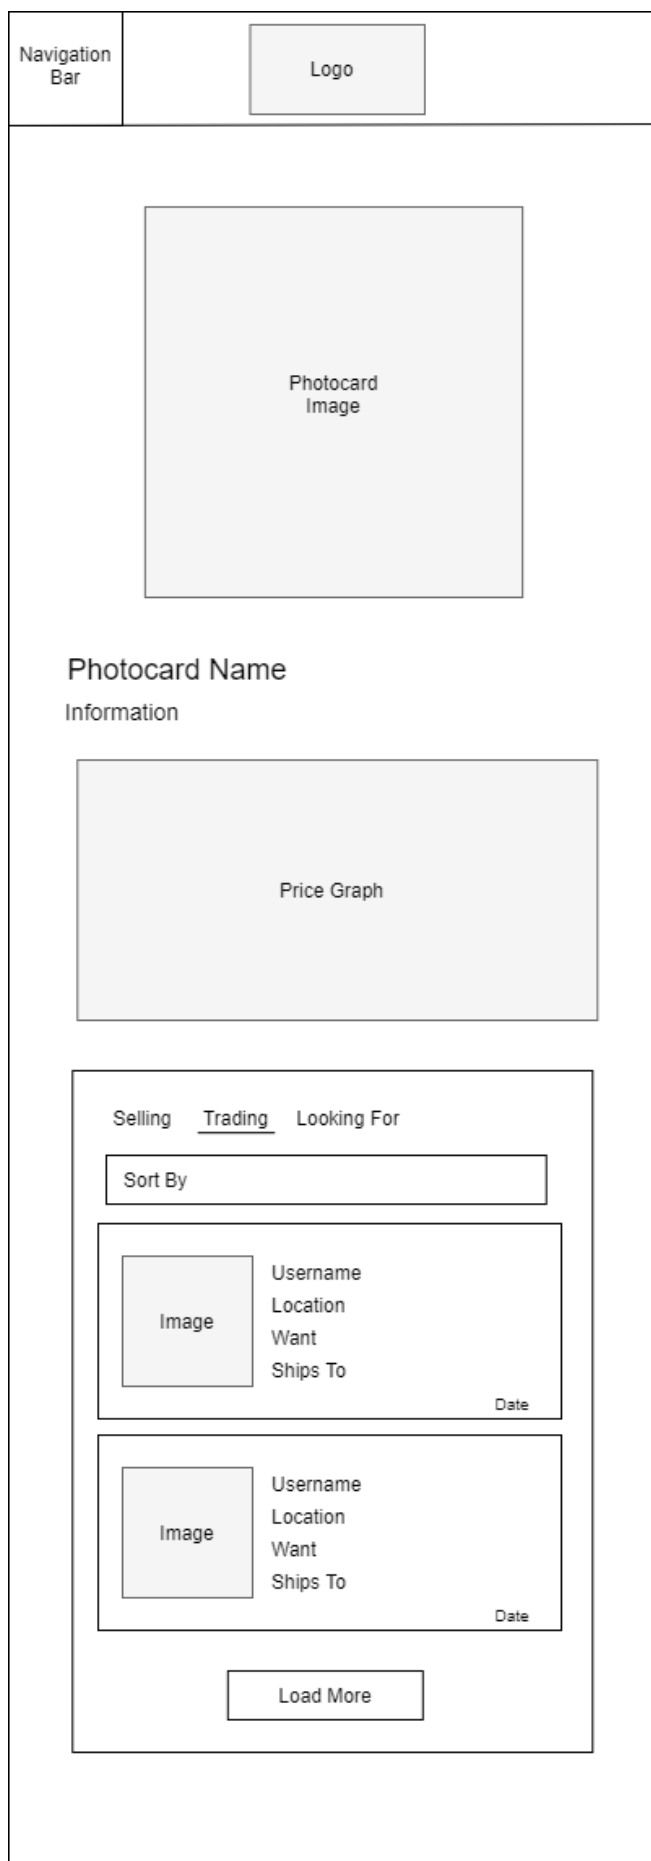 Navigation
Bar
Logo
Photocard
Image
Photocard Name
Information
Price Graph
Selling Trading Looking For
Sort By
Image
Username
Location
Want
Ships To
Date
Image
Username
Location
Want
Ships To
Date
Load More